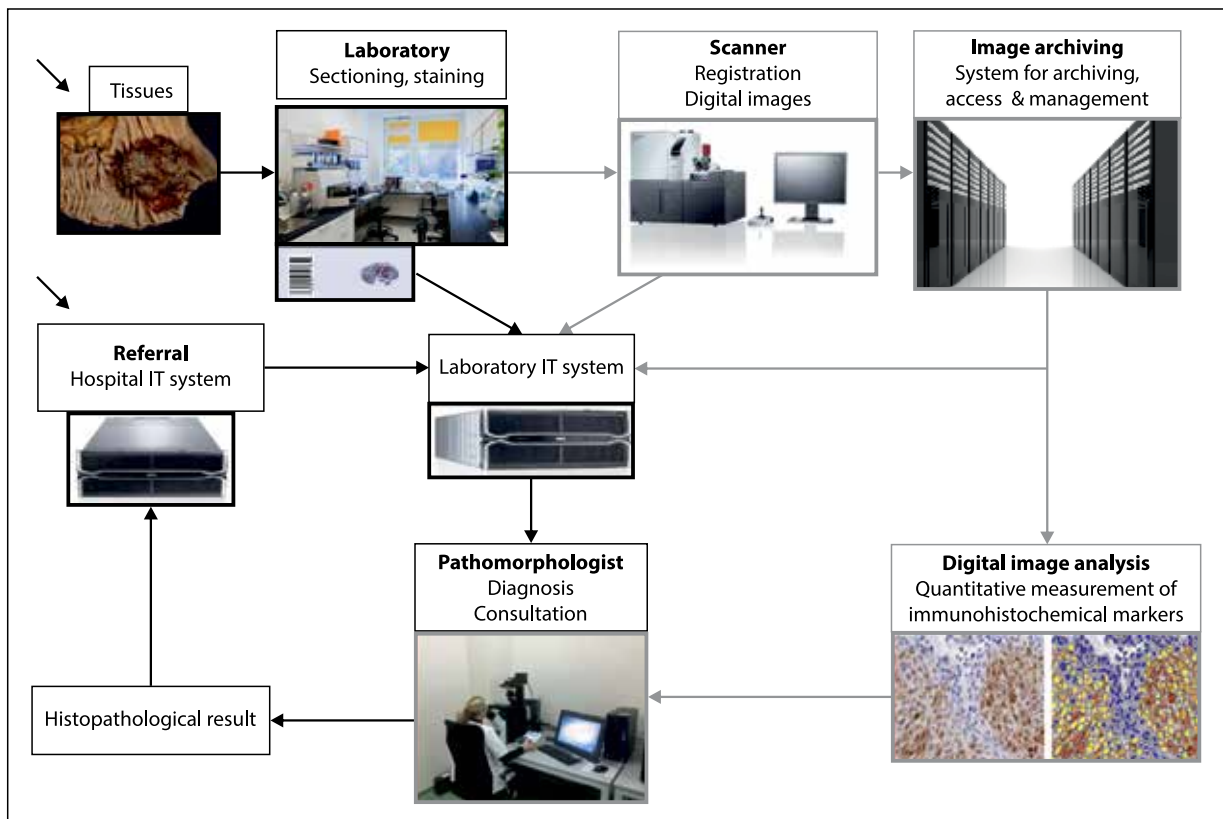 Tissues
Laboratory
Sectioning, staining
Scanner
Registration
Digital images
Image archiving
System for archiving,
access & management
Referral
Hospital IT system
Laboratory IT system
Pathomorphologist
Diagnosis
Consultation
Digital image analysis
Quantitative measurement of
immunohistochemical markers
Histopathological result